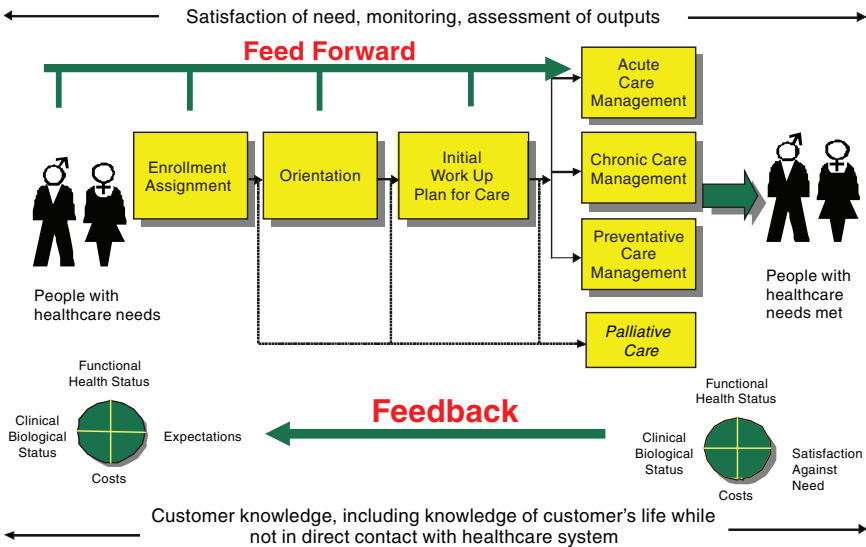 Satisfaction of need, monitoring, assessment of outputs
Feed Forward
Acute
Care
Management
Enrollment
Assignment
Orientation
Initial
Work Up
Plan for Care
Chronic Care
Management
Preventative
Care
Management
People with
healthcare needs
People with
healthcare
needs met
Palliative
Care
Functional
Health Status
Clinical
Biological
Status
Expectations
Costs
Feedback
Functional
Health Status
Clinical
Biological
Status
Satisfaction
Against
Need
Costs
Customer knowledge, including knowledge of customer’s life while
not in direct contact with healthcare system